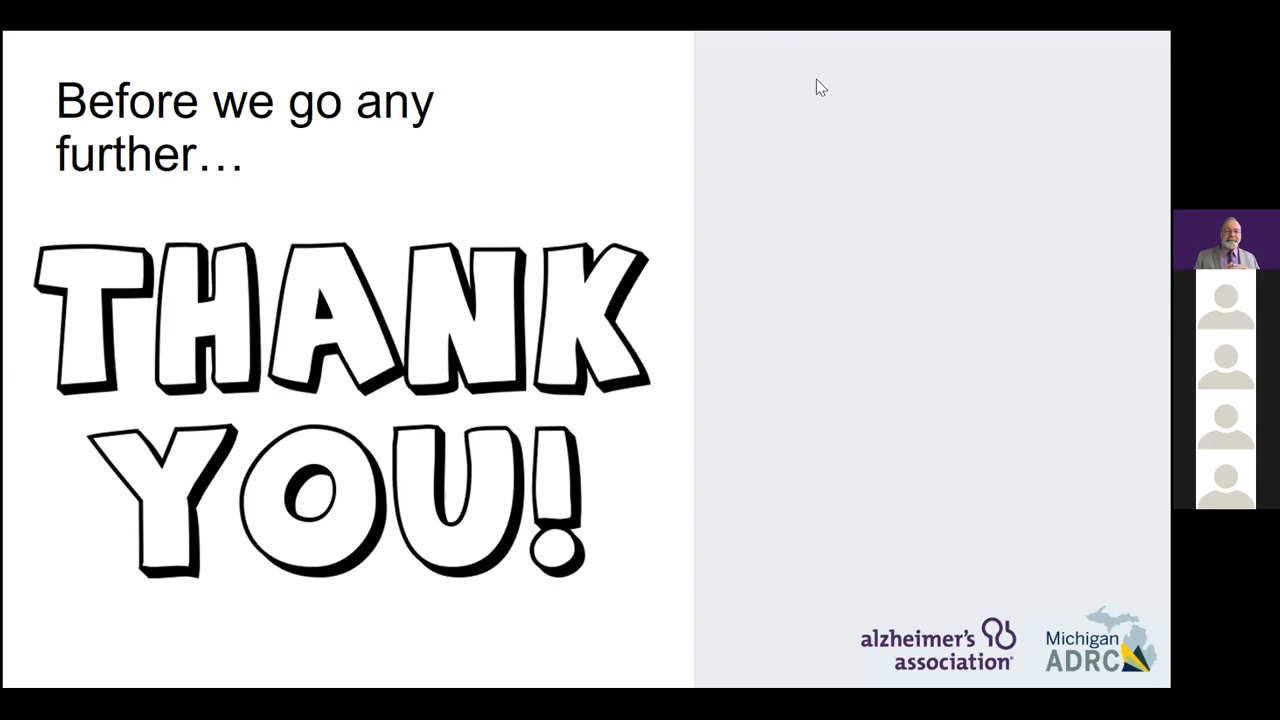 Before we go any
further…
THANK
YOU!
alzheimer's
association®
Michigan
ADRC